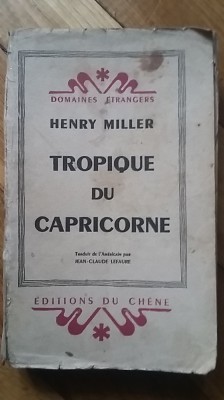 DOMAINES ÉTRANGERS
HENRY MILLER
TROPIQUE
DU
CAPRICORNE
Traduit de l'Américain par
JEAN-CLAUDE LEFAURE
ÉDITIONS DU CHÊNE